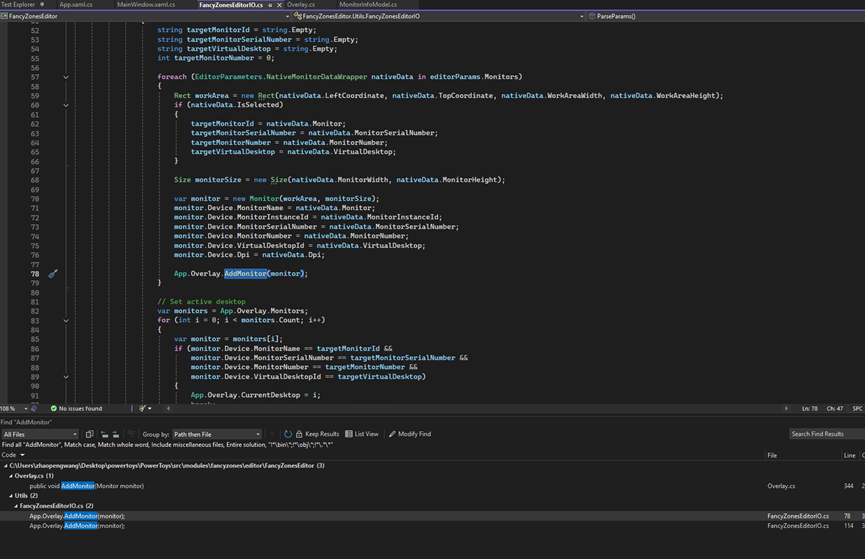 Test Explorer App.xaml.cs MainWindow.xaml.cs FancyZonesEditorIO.cs Overlay.cs MonitorInfoModel.cs
FancyZonesEditor FancyZonesEditor.Utils.FancyZonesEditorIO ParseParams()
52 string targetMonitorId = string.Empty;
53 string targetMonitorSerialNumber = string.Empty;
54 string targetVirtualDesktop = string.Empty;
55 int targetMonitorNumber = 0;
56
57 foreach (EditorParameters.NativeMonitorDataWrapper nativeData in editorParams.Monitors)
58 {
59 Rect workArea = new Rect(nativeData.LeftCoordinate, nativeData.TopCoordinate, nativeData.WorkAreaWidth, nativeData.WorkAreaHeight);
60 if (nativeData.IsSelected)
61 {
62 targetMonitorId = nativeData.Monitor;
63 targetMonitorSerialNumber = nativeData.MonitorSerialNumber;
64 targetMonitorNumber = nativeData.MonitorNumber;
65 targetVirtualDesktop = nativeData.VirtualDesktop;
66 }
67
68 Size monitorSize = new Size(nativeData.MonitorWidth, nativeData.MonitorHeight);
69
70 var monitor = new Monitor(workArea, monitorSize);
71 monitor.Device.MonitorName = nativeData.Monitor;
72 monitor.Device.MonitorInstanceId = nativeData.MonitorInstanceId;
73 monitor.Device.MonitorSerialNumber = nativeData.MonitorSerialNumber;
74 monitor.Device.MonitorNumber = nativeData.MonitorNumber;
75 monitor.Device.VirtualDesktopId = nativeData.VirtualDesktop;
76 monitor.Device.Dpi = nativeData.Dpi;
77
78 App.Overlay.AddMonitor(monitor);
79 }
80
81 // Set active desktop
82 var monitors = App.Overlay.Monitors;
83 for (int i = 0; i < monitors.Count; i++)
84 {
85 var monitor = monitors[i];
86 if (monitor.Device.MonitorName == targetMonitorId &&
87 monitor.Device.MonitorSerialNumber == targetMonitorSerialNumber &&
88 monitor.Device.MonitorNumber == targetMonitorNumber &&
89 monitor.Device.VirtualDesktopId == targetVirtualDesktop)
90 {
91 App.Overlay.CurrentDesktop = i;
108 % No issues found Ln: 78 Ch: 47 SPC
Find "AddMonitor"
All Files Group by: Path then File Keep Results List View Modify Find Search Find Results
Find all "AddMonitor", Match case, Match whole word, Include miscellaneous files, Entire solution, "!*\bin\*;!*\obj\*;!*\.*\*"
Code File Line
C:\Users\zhaopengwang\Desktop\powertoys\PowerToys\src\modules\fancyzones\editor\FancyZonesEditor (3)
Overlay.cs (1)
public void AddMonitor(Monitor monitor) Overlay.cs 344
Utils (2)
FancyZonesEditorIO.cs (2)
App.Overlay.AddMonitor(monitor); FancyZonesEditorIO.cs 78
App.Overlay.AddMonitor(monitor); FancyZonesEditorIO.cs 114